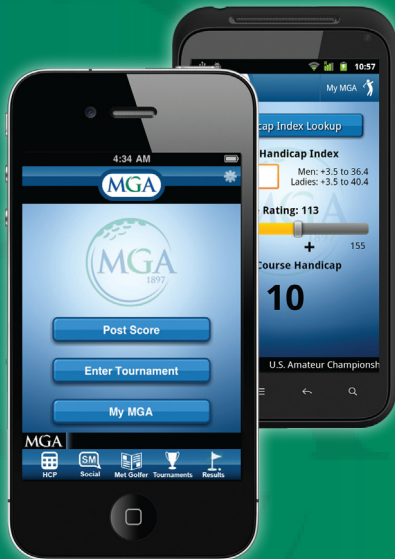 4:34 AM
MGA
MGA
1897
Post Score
Enter Tournament
My MGA
MGA
HCP
SM
Social
Met Golfer
Tournaments
Results
10:57
My MGA
cap Index Lookup
Handicap Index
Men: +3.5 to 36.4
Ladies: +3.5 to 40.4
Rating: 113
+
155
Course Handicap
10
U.S. Amateur Championsh